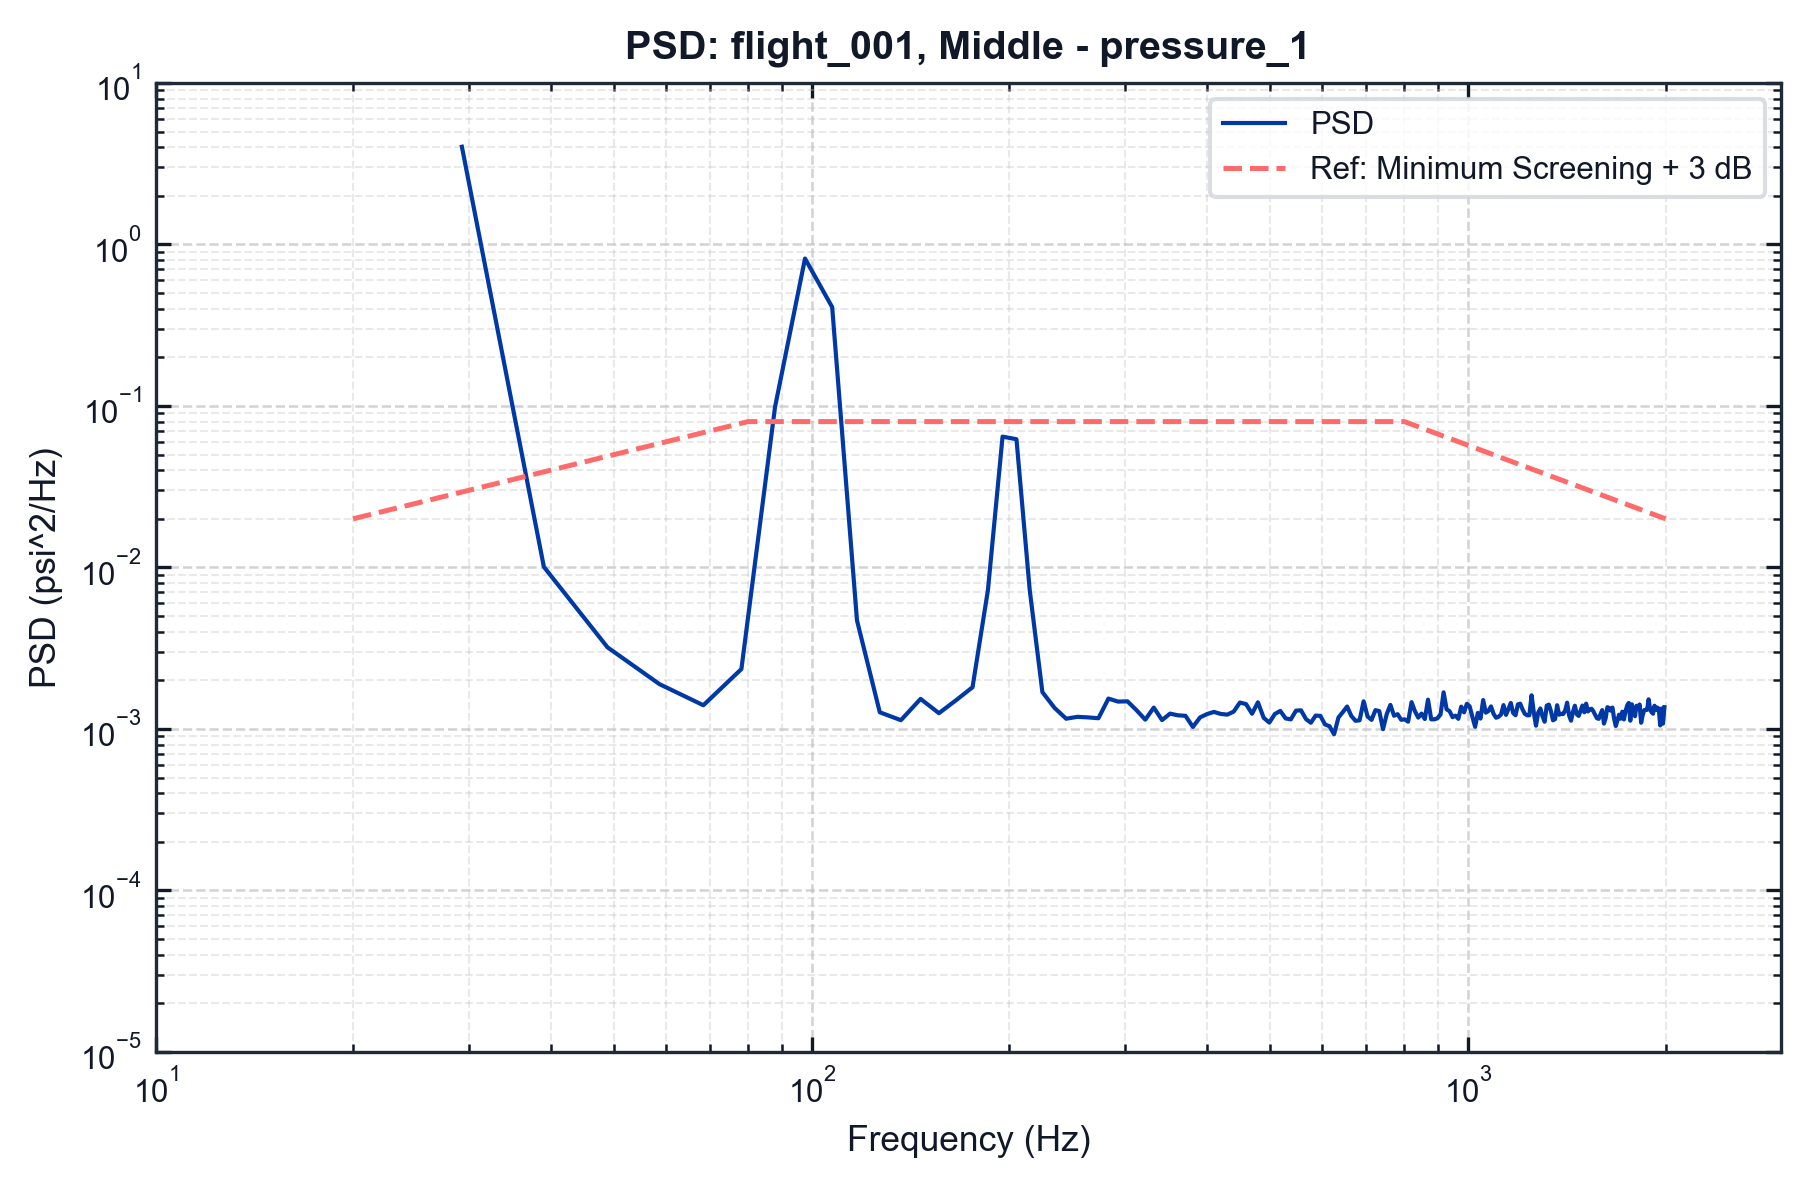 PSD: flight_001, Middle - pressure_1
PSD
Ref: Minimum Screening + 3 dB
PSD (psi^2/Hz)
10^1
10^0
10^−1
10^−2
10^−3
10^−4
10^−5
10^1 10^2 10^3
Frequency (Hz)